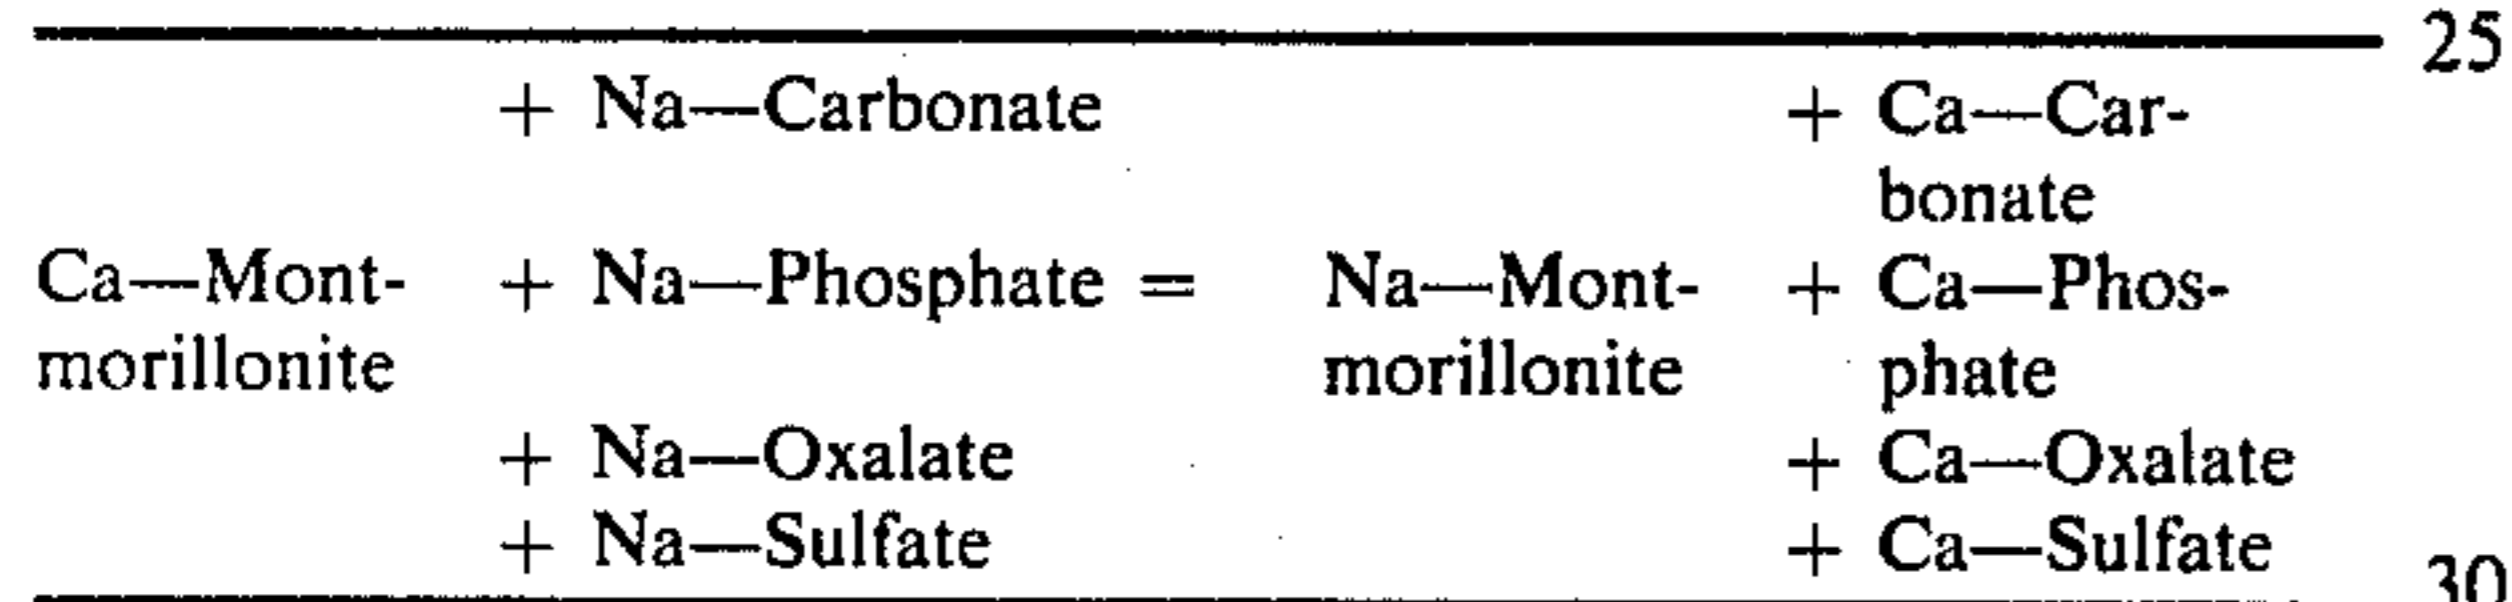 25
+ Na—Carbonate + Ca—Car-
bonate
Ca—Mont- + Na—Phosphate = Na—Mont- + Ca—Phos-
morillonite morillonite phate
+ Na—Oxalate + Ca—Oxalate
+ Na—Sulfate + Ca—Sulfate
30